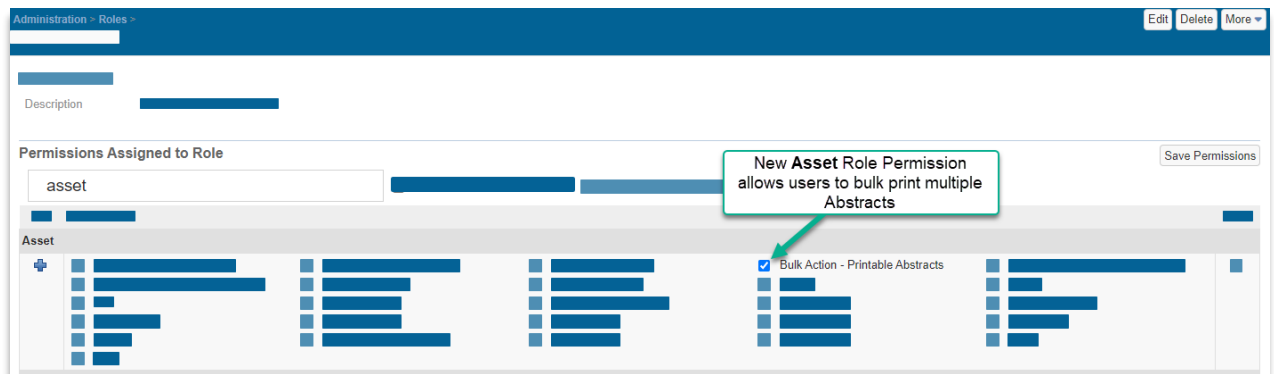 Administration > Roles >
Edit Delete More
Description
Permissions Assigned to Role
Save Permissions
New Asset Role Permission
allows users to bulk print multiple
Abstracts
asset
Asset
Bulk Action - Printable Abstracts